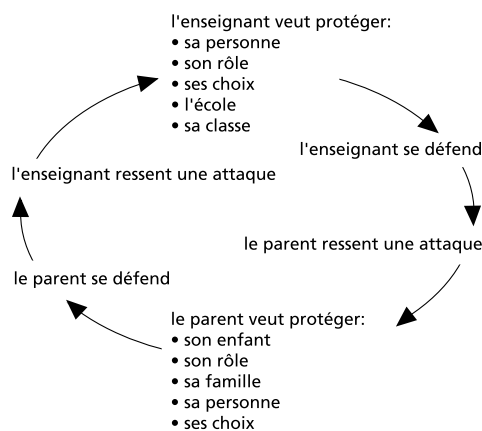 l'enseignant veut protéger:
• sa personne
• son rôle
• ses choix
• l'école
• sa classe
l'enseignant se défend
l'enseignant ressent une attaque
le parent ressent une attaque
le parent se défend
le parent veut protéger:
• son enfant
• son rôle
• sa famille
• sa personne
• ses choix